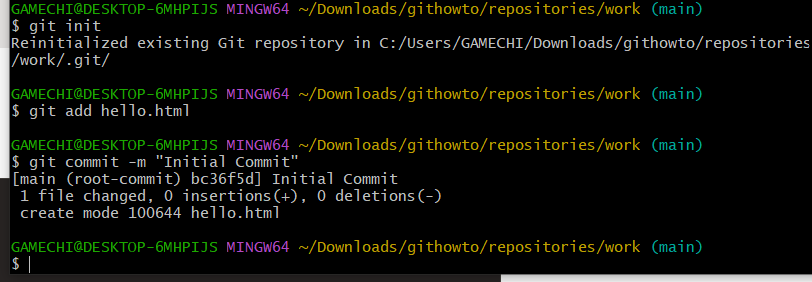 GAMECHI@DESKTOP-6MHPIJS MINGW64 ~/Downloads/githowto/repositories/work (main)
$ git init
Reinitialized existing Git repository in C:/Users/GAMECHI/Downloads/githowto/repositories
/work/.git/
GAMECHI@DESKTOP-6MHPIJS MINGW64 ~/Downloads/githowto/repositories/work (main)
$ git add hello.html
GAMECHI@DESKTOP-6MHPIJS MINGW64 ~/Downloads/githowto/repositories/work (main)
$ git commit -m "Initial Commit"
[main (root-commit) bc36f5d] Initial Commit
 1 file changed, 0 insertions(+), 0 deletions(-)
 create mode 100644 hello.html
GAMECHI@DESKTOP-6MHPIJS MINGW64 ~/Downloads/githowto/repositories/work (main)
$